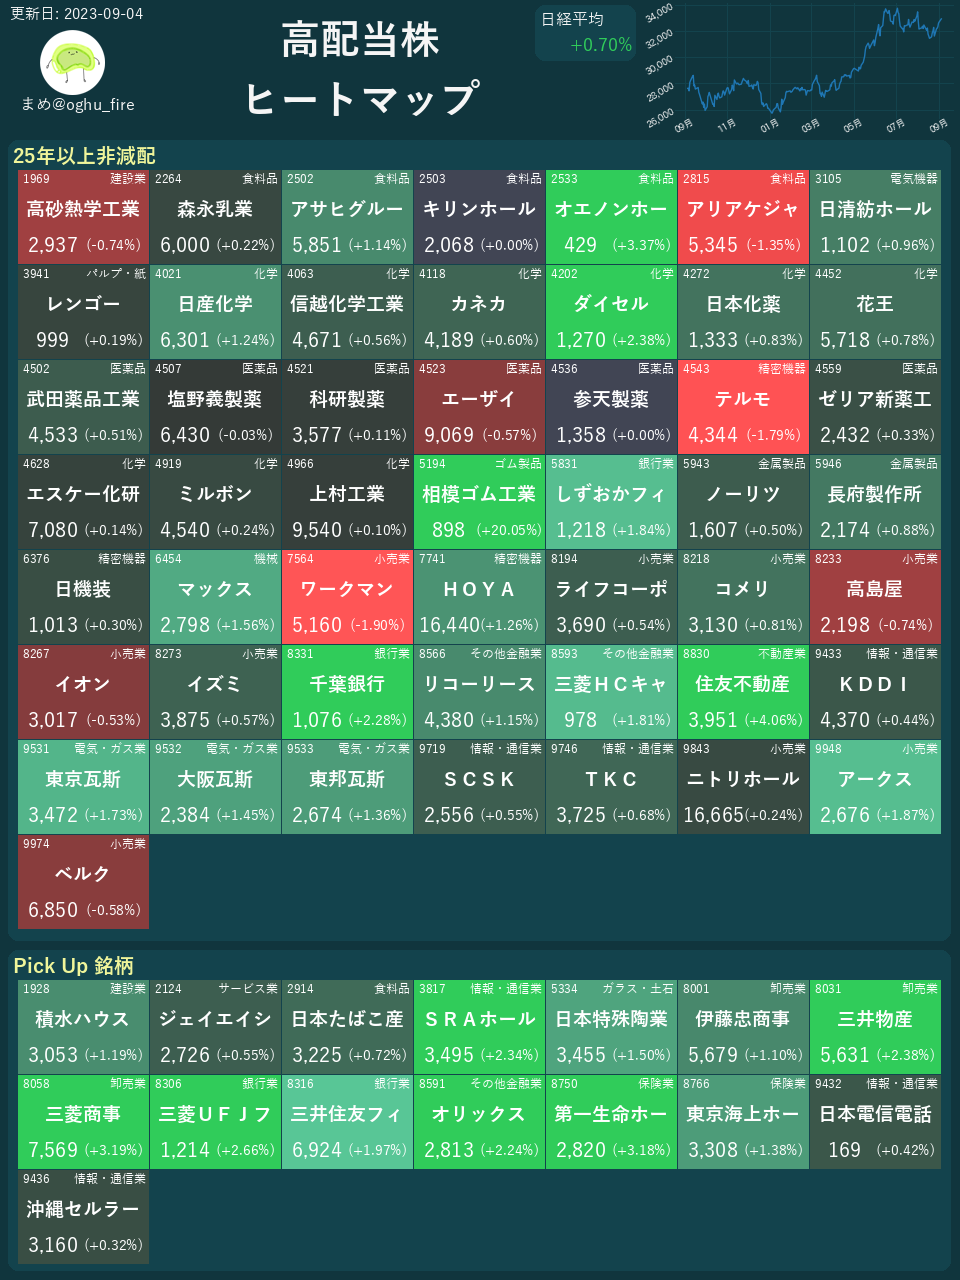 更新日: 2023-09-04
まめ@oghu_fire
高配当株
ヒートマップ
日経平均
+0.70%
34,000
32,000
30,000
28,000
26,000
09月 11月 01月 03月 05月 07月 09月
25年以上非減配
1969 建設業 2264 食料品 2502 食料品 2503 食料品 2533 食料品 2815 食料品 3105 電気機器
高砂熱学工業 森永乳業 アサヒグルー キリンホール オエノンホー アリアケジャ 日清紡ホール
2,937 (-0.74%) 6,000 (+0.22%) 5,851 (+1.14%) 2,068 (+0.00%) 429 (+3.37%) 5,345 (-1.35%) 1,102 (+0.96%)
3941 パルプ・紙 4021 化学 4063 化学 4118 化学 4202 化学 4272 化学 4452 化学
レンゴー 日産化学 信越化学工業 カネカ ダイセル 日本化薬 花王
999 (+0.19%) 6,301 (+1.24%) 4,671 (+0.56%) 4,189 (+0.60%) 1,270 (+2.38%) 1,333 (+0.83%) 5,718 (+0.78%)
4502 医薬品 4507 医薬品 4521 医薬品 4523 医薬品 4536 医薬品 4543 精密機器 4559 医薬品
武田薬品工業 塩野義製薬 科研製薬 エーザイ 参天製薬 テルモ ゼリア新薬工
4,533 (+0.51%) 6,430 (-0.03%) 3,577 (+0.11%) 9,069 (-0.57%) 1,358 (+0.00%) 4,344 (-1.79%) 2,432 (+0.33%)
4628 化学 4919 化学 4966 化学 5194 ゴム製品 5831 銀行業 5943 金属製品 5946 金属製品
エスケー化研 ミルボン 上村工業 相模ゴム工業 しずおかフィ ノーリツ 長府製作所
7,080 (+0.14%) 4,540 (+0.24%) 9,540 (+0.10%) 898 (+20.05%) 1,218 (+1.84%) 1,607 (+0.50%) 2,174 (+0.88%)
6376 精密機器 6454 機械 7564 小売業 7741 精密機器 8194 小売業 8218 小売業 8233 小売業
日機装 マックス ワークマン ＨＯＹＡ ライフコーポ コメリ 高島屋
1,013 (+0.30%) 2,798 (+1.56%) 5,160 (-1.90%) 16,440(+1.26%) 3,690 (+0.54%) 3,130 (+0.81%) 2,198 (-0.74%)
8267 小売業 8273 小売業 8331 銀行業 8566 その他金融業 8593 その他金融業 8830 不動産業 9433 情報・通信業
イオン イズミ 千葉銀行 リコーリース 三菱ＨＣキャ 住友不動産 ＫＤＤＩ
3,017 (-0.53%) 3,875 (+0.57%) 1,076 (+2.28%) 4,380 (+1.15%) 978 (+1.81%) 3,951 (+4.06%) 4,370 (+0.44%)
9531 電気・ガス業 9532 電気・ガス業 9533 電気・ガス業 9719 情報・通信業 9746 情報・通信業 9843 小売業 9948 小売業
東京瓦斯 大阪瓦斯 東邦瓦斯 ＳＣＳＫ ＴＫＣ ニトリホール アークス
3,472 (+1.73%) 2,384 (+1.45%) 2,674 (+1.36%) 2,556 (+0.55%) 3,725 (+0.68%) 16,665(+0.24%) 2,676 (+1.87%)
9974 小売業
ベルク
6,850 (-0.58%)
Pick Up 銘柄
1928 建設業 2124 サービス業 2914 食料品 3817 情報・通信業 5334 ガラス・土石 8001 卸売業 8031 卸売業
積水ハウス ジェイエイシ 日本たばこ産 ＳＲＡホール 日本特殊陶業 伊藤忠商事 三井物産
3,053 (+1.19%) 2,726 (+0.55%) 3,225 (+0.72%) 3,495 (+2.34%) 3,455 (+1.50%) 5,679 (+1.10%) 5,631 (+2.38%)
8058 卸売業 8306 銀行業 8316 銀行業 8591 その他金融業 8750 保険業 8766 保険業 9432 情報・通信業
三菱商事 三菱ＵＦＪフ 三井住友フィ オリックス 第一生命ホー 東京海上ホー 日本電信電話
7,569 (+3.19%) 1,214 (+2.66%) 6,924 (+1.97%) 2,813 (+2.24%) 2,820 (+3.18%) 3,308 (+1.38%) 169 (+0.42%)
9436 情報・通信業
沖縄セルラー
3,160 (+0.32%)